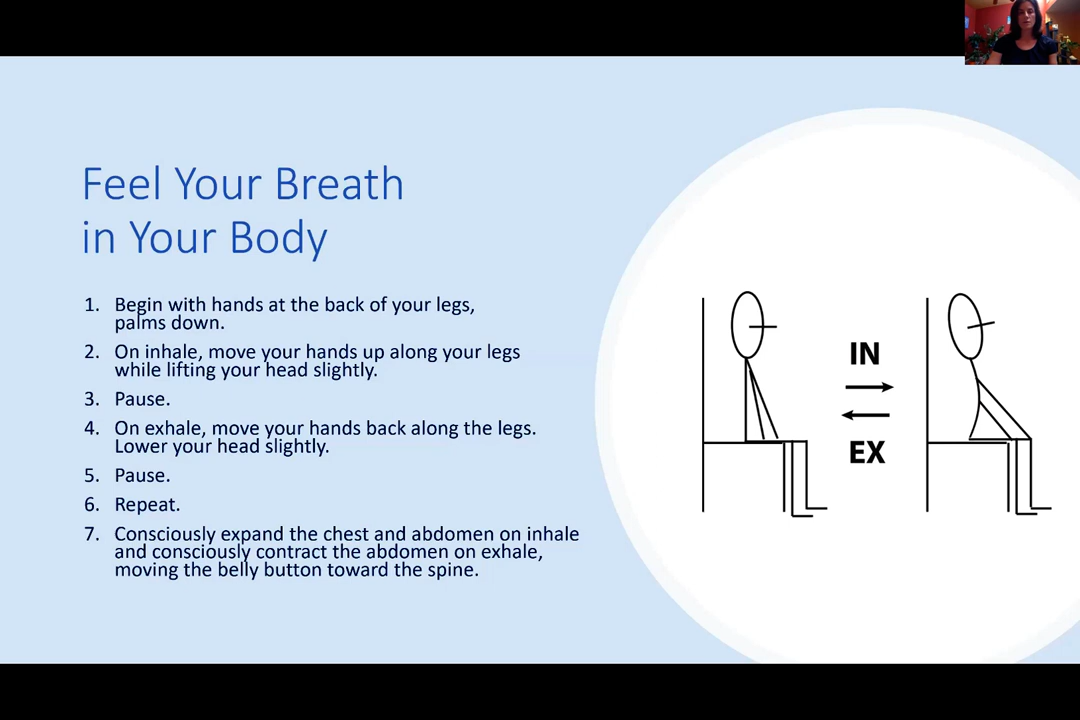 Feel Your Breath
in Your Body
1. Begin with hands at the back of your legs,
palms down.
2. On inhale, move your hands up along your legs
while lifting your head slightly.
3. Pause.
4. On exhale, move your hands back along the legs.
Lower your head slightly.
5. Pause.
6. Repeat.
7. Consciously expand the chest and abdomen on inhale
and consciously contract the abdomen on exhale,
moving the belly button toward the spine.
IN
EX